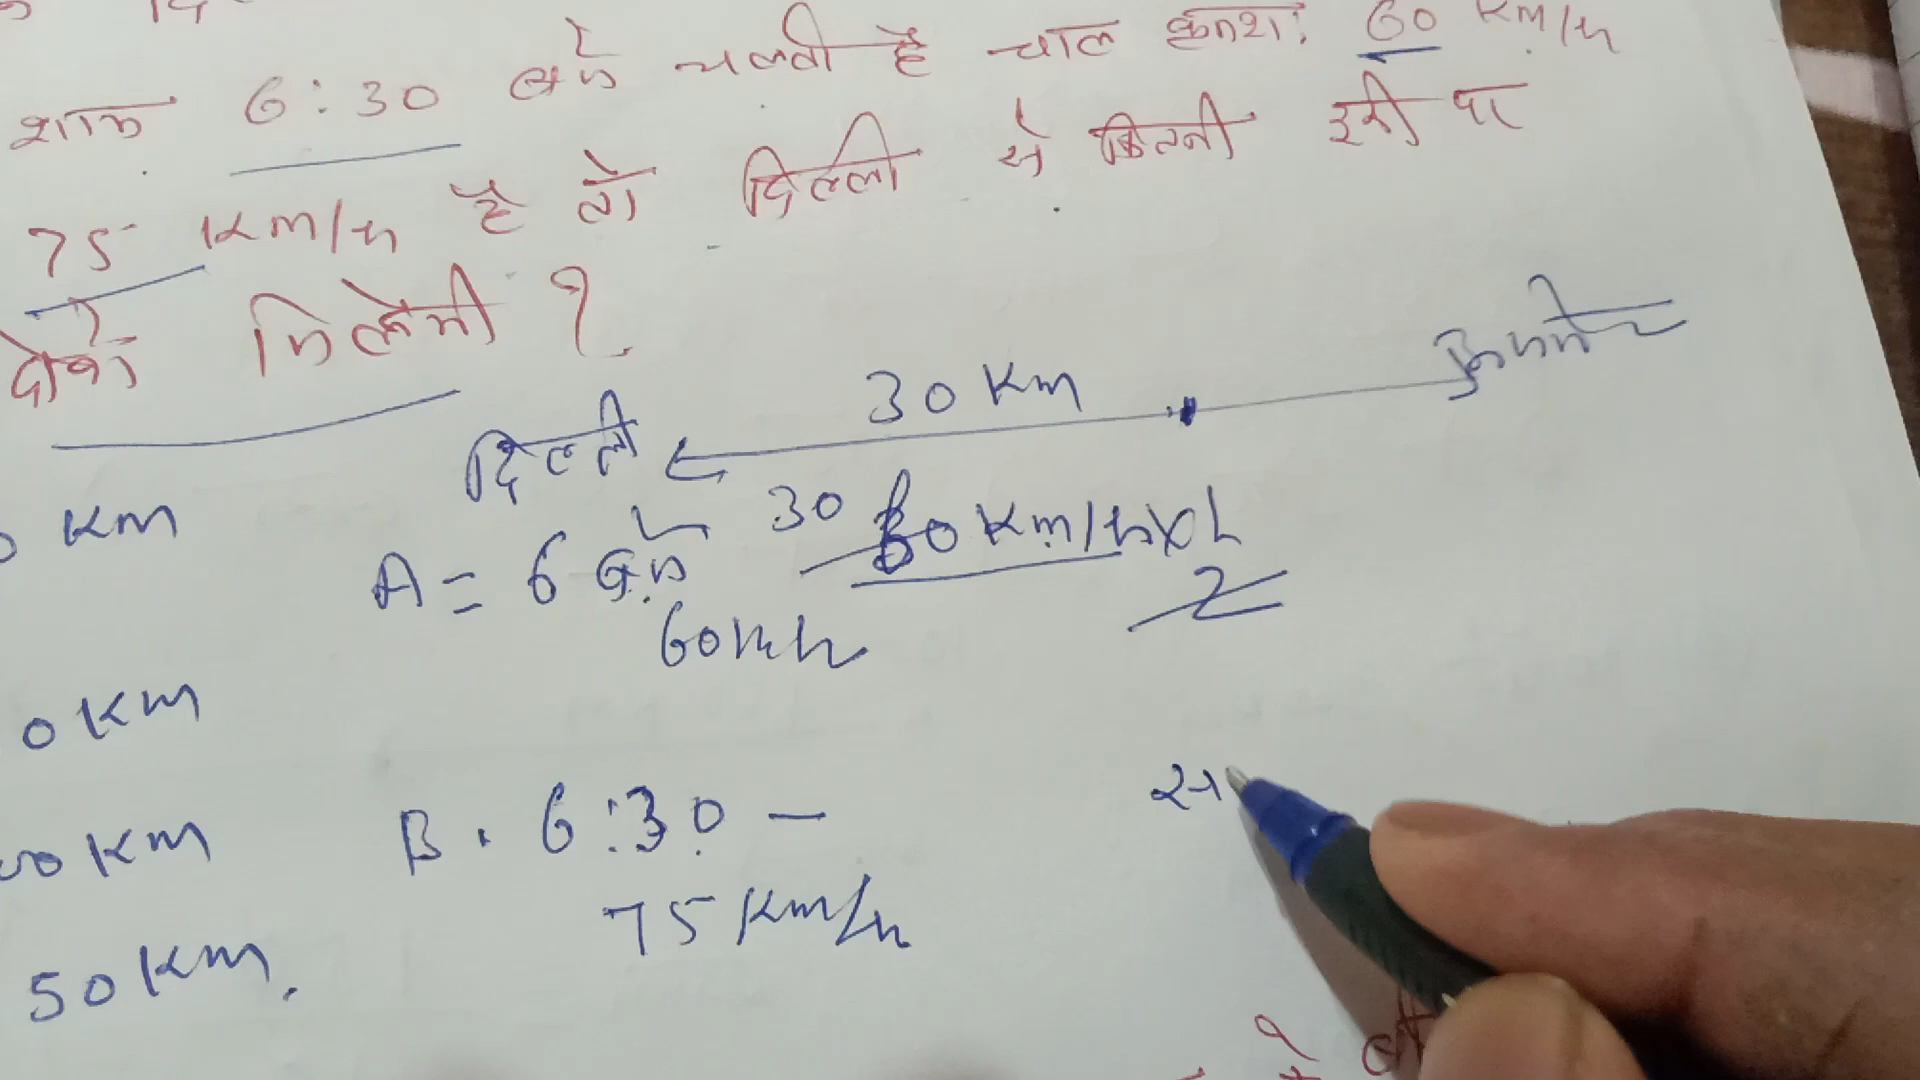 शाम 6:30 बजे चलती है चाल क्रमश: 60 Km/h
75 Km/h है तो दिल्ली से कितनी दूरी पर
दोनों मिलेगी ?
30 Km
दिल्ली
Km
A = 6 बजे 30 60 Km/h x 1
2
60 km/h
0 Km
B . 6:30 —
00 Km
75 Km/h
50 Km.